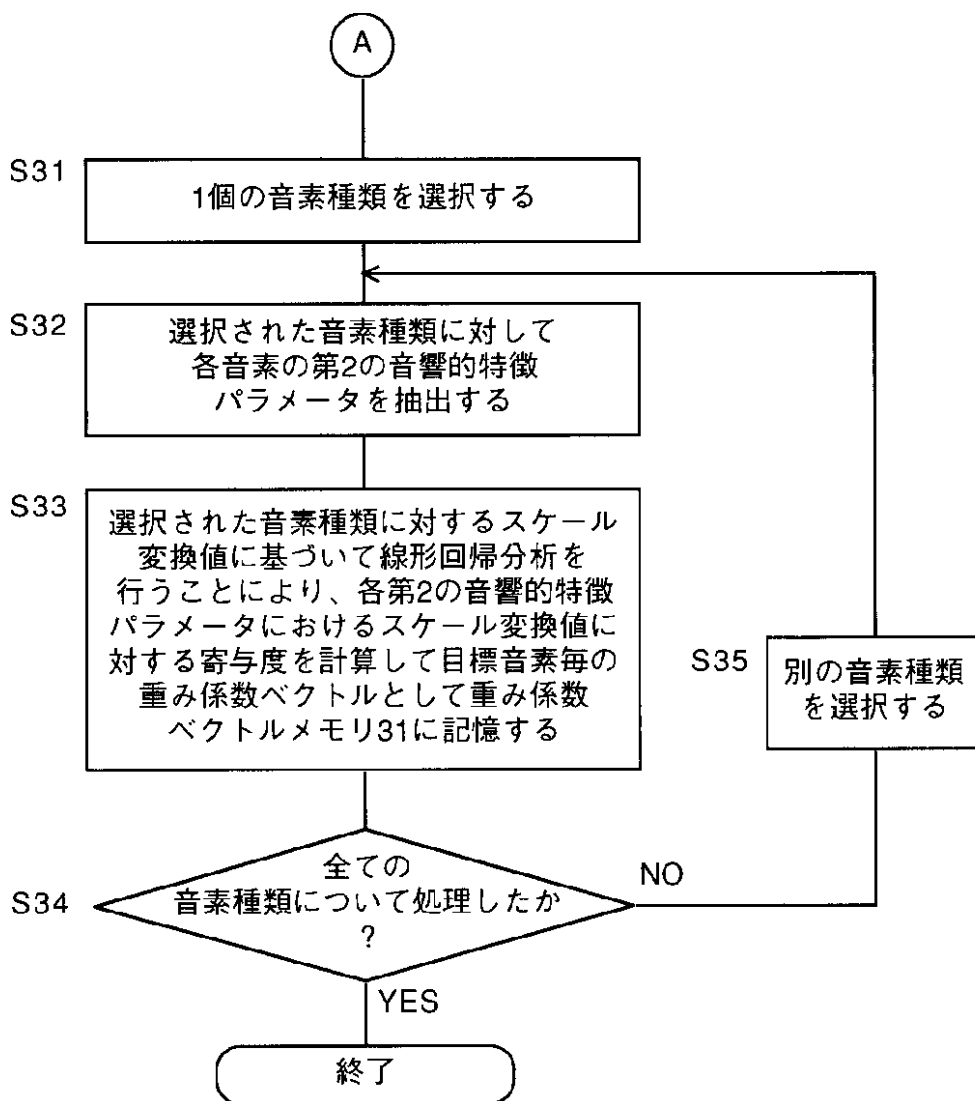 A
S31
1個の音素種類を選択する
S32
選択された音素種類に対して
各音素の第2の音響的特徴
パラメータを抽出する
S33
選択された音素種類に対するスケール
変換値に基づいて線形回帰分析を
行うことにより、各第2の音響的特徴
パラメータにおけるスケール変換値に
対する寄与度を計算して目標音素毎の
重み係数ベクトルとして重み係数
ベクトルメモリ31に記憶する
S35
別の音素種類
を選択する
S34
全ての
音素種類について処理したか
?
NO
YES
終了